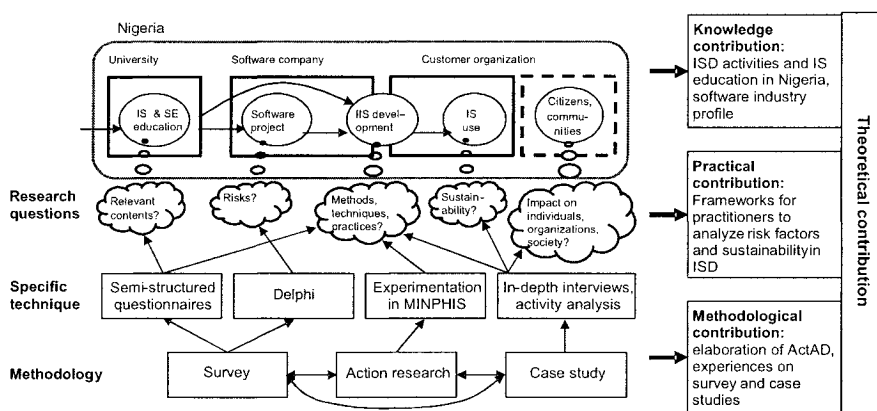 Nigeria
University
Software company
Customer organization
IS & SE
education
Software
project
IIS devel-
opment
IS
use
Citizens,
commu-
nities
Research
questions
Relevant
contents?
Risks?
Methods,
techniques,
practices?
Sustain-
ability?
Impact on
individuals,
organizations,
society?
Specific
technique
Semi-structured
questionnaires
Delphi
Experimentation
in MINPHIS
In-depth interviews,
activity analysis
Methodology
Survey
Action research
Case study
Knowledge
contribution:
ISD activities and IS
education in Nigeria,
software industry
profile
Practical
contribution:
Frameworks for
practitioners to
analyze risk factors
and sustainability in
ISD
Methodological
contribution:
elaboration of ActAD,
experiences on
survey and case
studies
Theoretical contribution